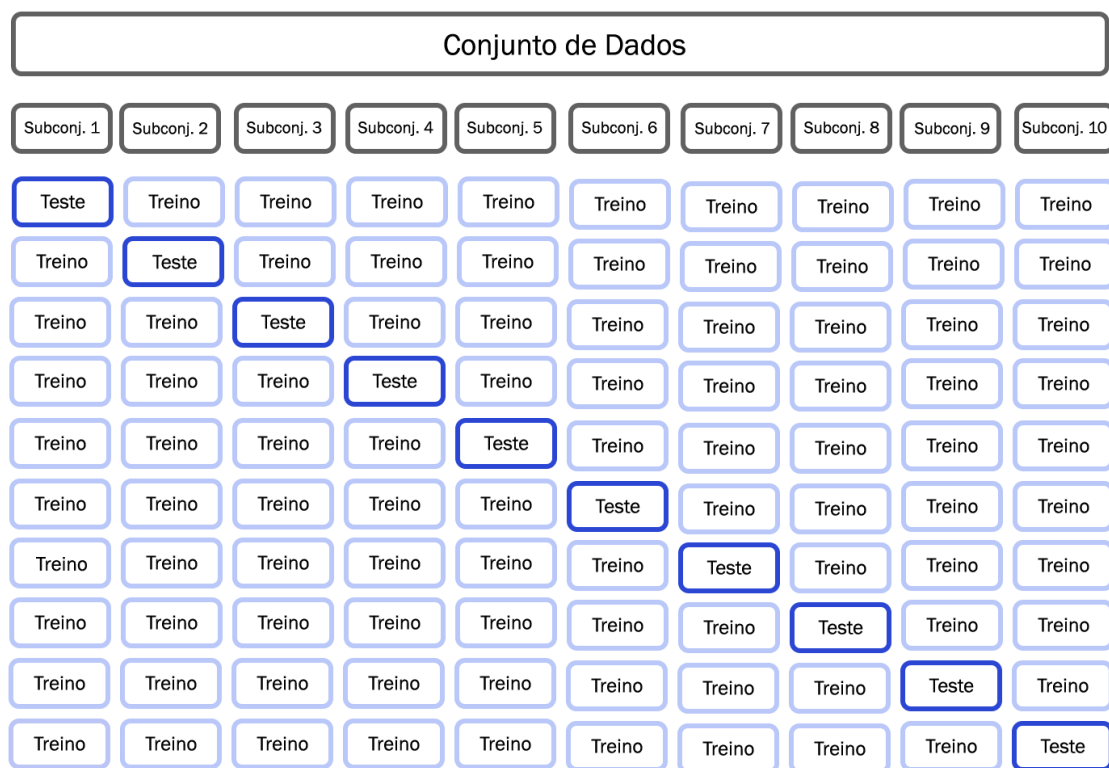 Conjunto de Dados
Subconj. 1 Subconj. 2 Subconj. 3 Subconj. 4 Subconj. 5 Subconj. 6 Subconj. 7 Subconj. 8 Subconj. 9 Subconj. 10
Teste Treino Treino Treino Treino Treino Treino Treino Treino Treino
Treino Teste Treino Treino Treino Treino Treino Treino Treino Treino
Treino Treino Teste Treino Treino Treino Treino Treino Treino Treino
Treino Treino Treino Teste Treino Treino Treino Treino Treino Treino
Treino Treino Treino Treino Teste Treino Treino Treino Treino Treino
Treino Treino Treino Treino Treino Teste Treino Treino Treino Treino
Treino Treino Treino Treino Treino Treino Teste Treino Treino Treino
Treino Treino Treino Treino Treino Treino Treino Teste Treino Treino
Treino Treino Treino Treino Treino Treino Treino Treino Teste Treino
Treino Treino Treino Treino Treino Treino Treino Treino Treino Teste